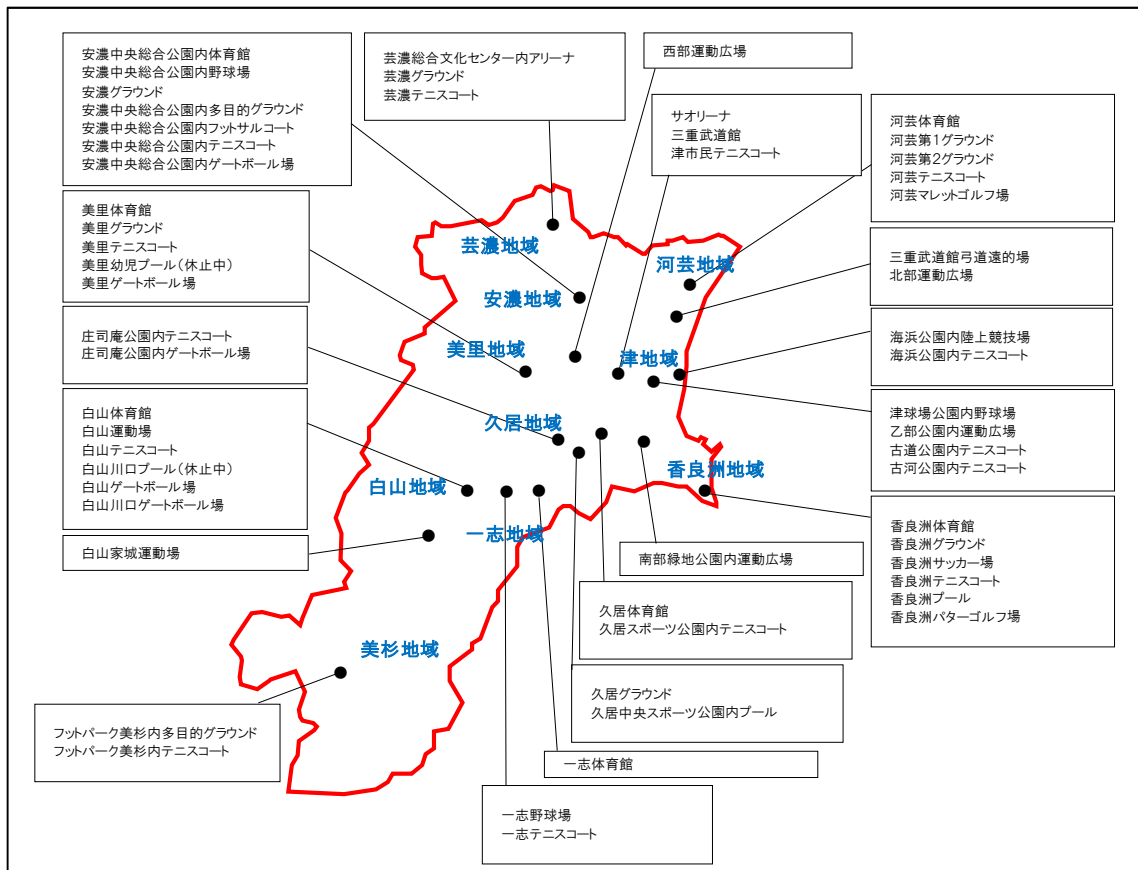 安濃中央総合公園内体育館
安濃中央総合公園内野球場
安濃グラウンド
安濃中央総合公園内多目的グラウンド
安濃中央総合公園内フットサルコート
安濃中央総合公園内テニスコート
安濃中央総合公園内ゲートボール場
芸濃総合文化センター内アリーナ
芸濃グラウンド
芸濃テニスコート
西部運動広場
サオリーナ
三重武道館
津市民テニスコート
河芸体育館
河芸第1グラウンド
河芸第2グラウンド
河芸テニスコート
河芸マレットゴルフ場
美里体育館
美里グラウンド
美里テニスコート
美里幼児プール(休止中)
美里ゲートボール場
三重武道館弓道遠的場
北部運動広場
庄司庵公園内テニスコート
庄司庵公園内ゲートボール場
海浜公園内陸上競技場
海浜公園内テニスコート
白山体育館
白山運動場
白山テニスコート
白山川口プール(休止中)
白山ゲートボール場
白山川口ゲートボール場
津球場公園内野球場
乙部公園内運動広場
古道公園内テニスコート
古河公園内テニスコート
白山家城運動場
香良洲体育館
香良洲グラウンド
香良洲サッカー場
香良洲テニスコート
香良洲プール
香良洲パターゴルフ場
芸濃地域
河芸地域
安濃地域
美里地域
津地域
久居地域
香良洲地域
白山地域
一志地域
美杉地域
南部緑地公園内運動広場
久居体育館
久居スポーツ公園内テニスコート
久居グラウンド
久居中央スポーツ公園内プール
フットパーク美杉内多目的グラウンド
フットパーク美杉内テニスコート
一志体育館
一志野球場
一志テニスコート